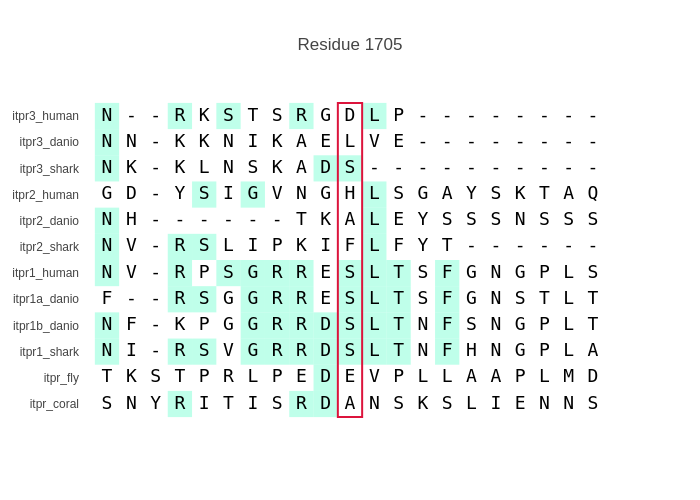 Residue 1705
itpr3_human N - - R K S T S R G D L P - - - - - - - -
itpr3_danio N N - K K N I K A E L V E - - - - - - - -
itpr3_shark N K - K L N S K A D S - - - - - - - - - -
itpr2_human G D - Y S I G V N G H L S G A Y S K T A Q
itpr2_danio N H - - - - - - T K A L E Y S S S N S S S
itpr2_shark N V - R S L I P K I F L F Y T - - - - - -
itpr1_human N V - R P S G R R E S L T S F G N G P L S
itpr1a_danio F - - R S G G R R E S L T S F G N S T L T
itpr1b_danio N F - K P G G R R D S L T N F S N G P L T
itpr1_shark N I - R S V G R R D S L T N F H N G P L A
itpr_fly T K S T P R L P E D E V P L L A A P L M D
itpr_coral S N Y R I T I S R D A N S K S L I E N N S